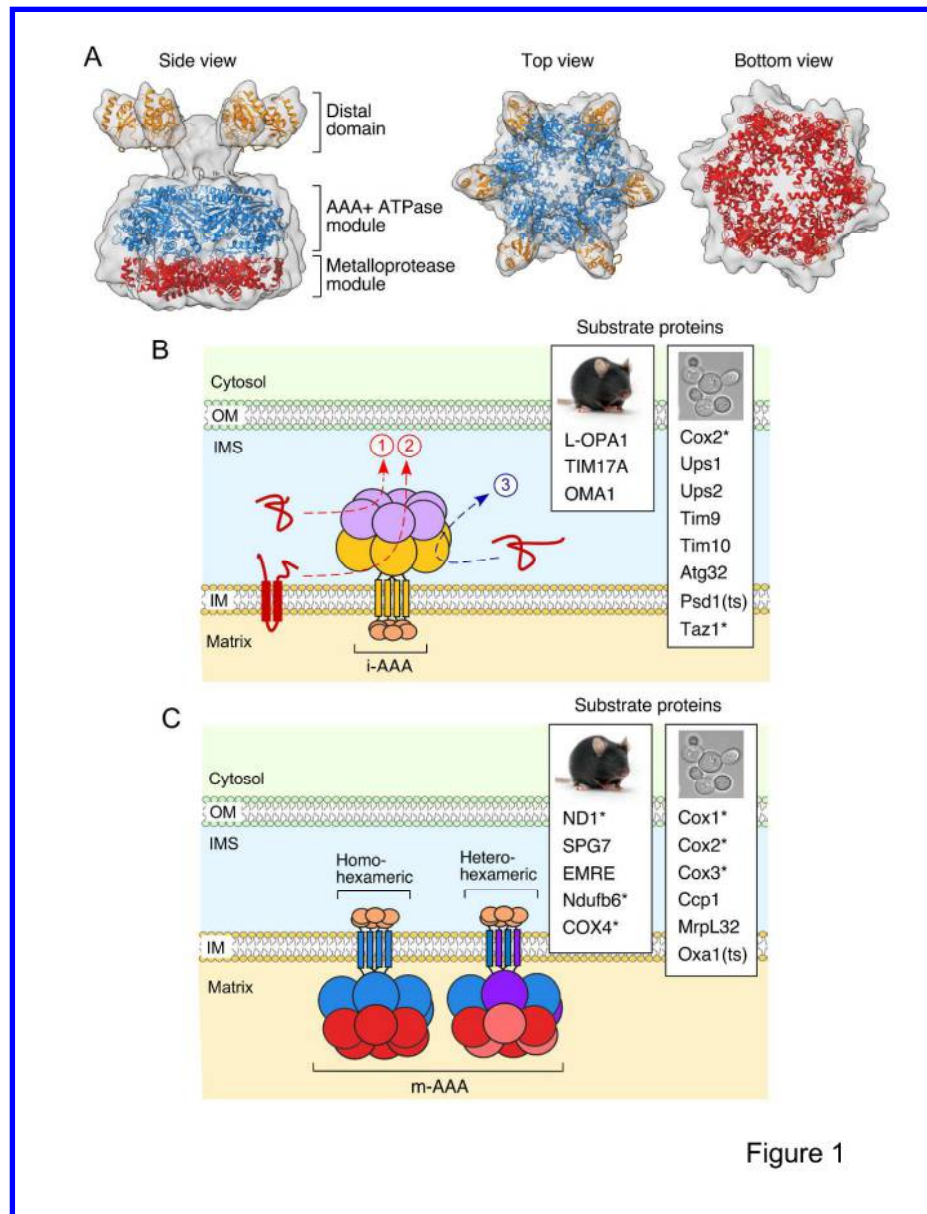 A
Side view
Top view
Bottom view
Distal
domain
AAA+ ATPase
module
Metalloprotease
module
B
Substrate proteins
Cytosol
OM
IMS
1
2
3
L-OPA1
TIM17A
OMA1
Cox2*
Ups1
Ups2
Tim9
Tim10
Atg32
Psd1(ts)
Taz1*
IM
Matrix
i-AAA
C
Substrate proteins
Cytosol
OM
IMS
Homo-
hexameric
Hetero-
hexameric
ND1*
SPG7
EMRE
Ndufb6*
COX4*
Cox1*
Cox2*
Cox3*
Ccp1
MrpL32
Oxa1(ts)
IM
Matrix
m-AAA
Figure 1